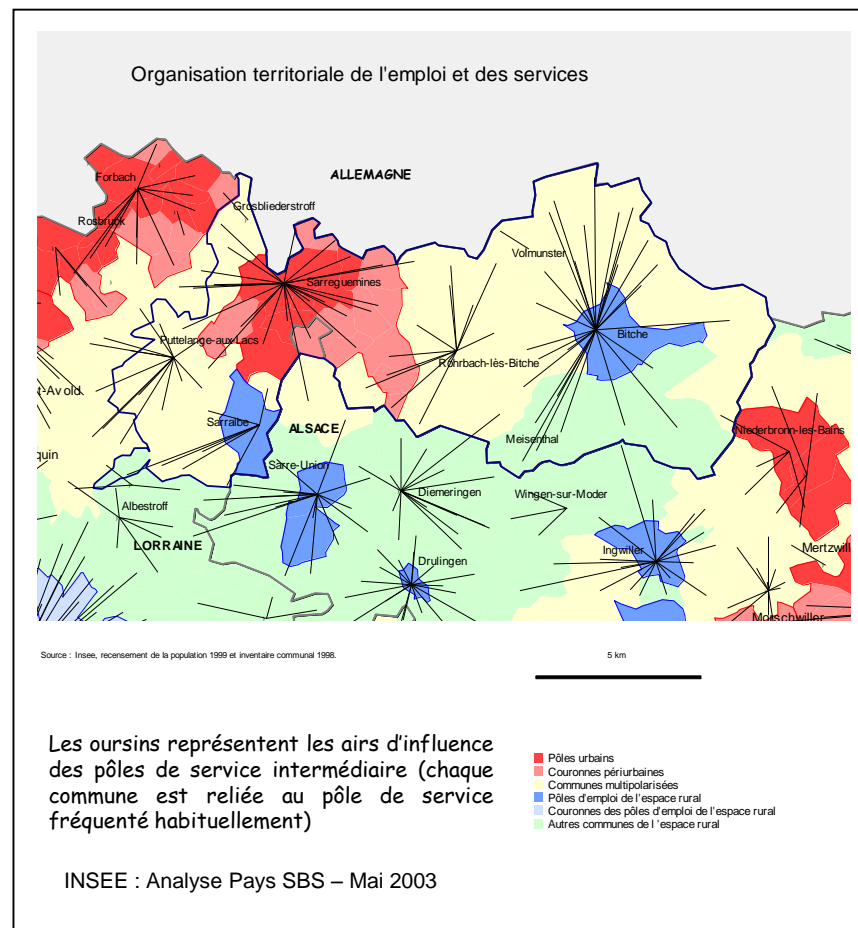 Organisation territoriale de l'emploi et des services
ALLEMAGNE
Forbach
Rosbruck
Grosbliederstroff
Volmunster
Sarreguemines
Bitche
Puttelange-aux-Lacs
Rohrbach-lès-Bitche
t-Avold
Sarralbe
ALSACE
Meisenthal
Niederbronn-les-Bains
quin
Sarre-Union
Diemeringen
Wingen-sur-Moder
Albestroff
LORRAINE
Ingwiller
Mertzwill
Drulingen
Morschwiller
Source : Insee, recensement de la population 1999 et inventaire communal 1998.
5 km
Les oursins représentent les airs d'influence
des pôles de service intermédiaire (chaque
commune est reliée au pôle de service
fréquenté habituellement)
Pôles urbains
Couronnes périurbaines
Communes multipolarisées
Pôles d'emploi de l'espace rural
Couronnes des pôles d'emploi de l'espace rural
Autres communes de l 'espace rural
INSEE : Analyse Pays SBS – Mai 2003